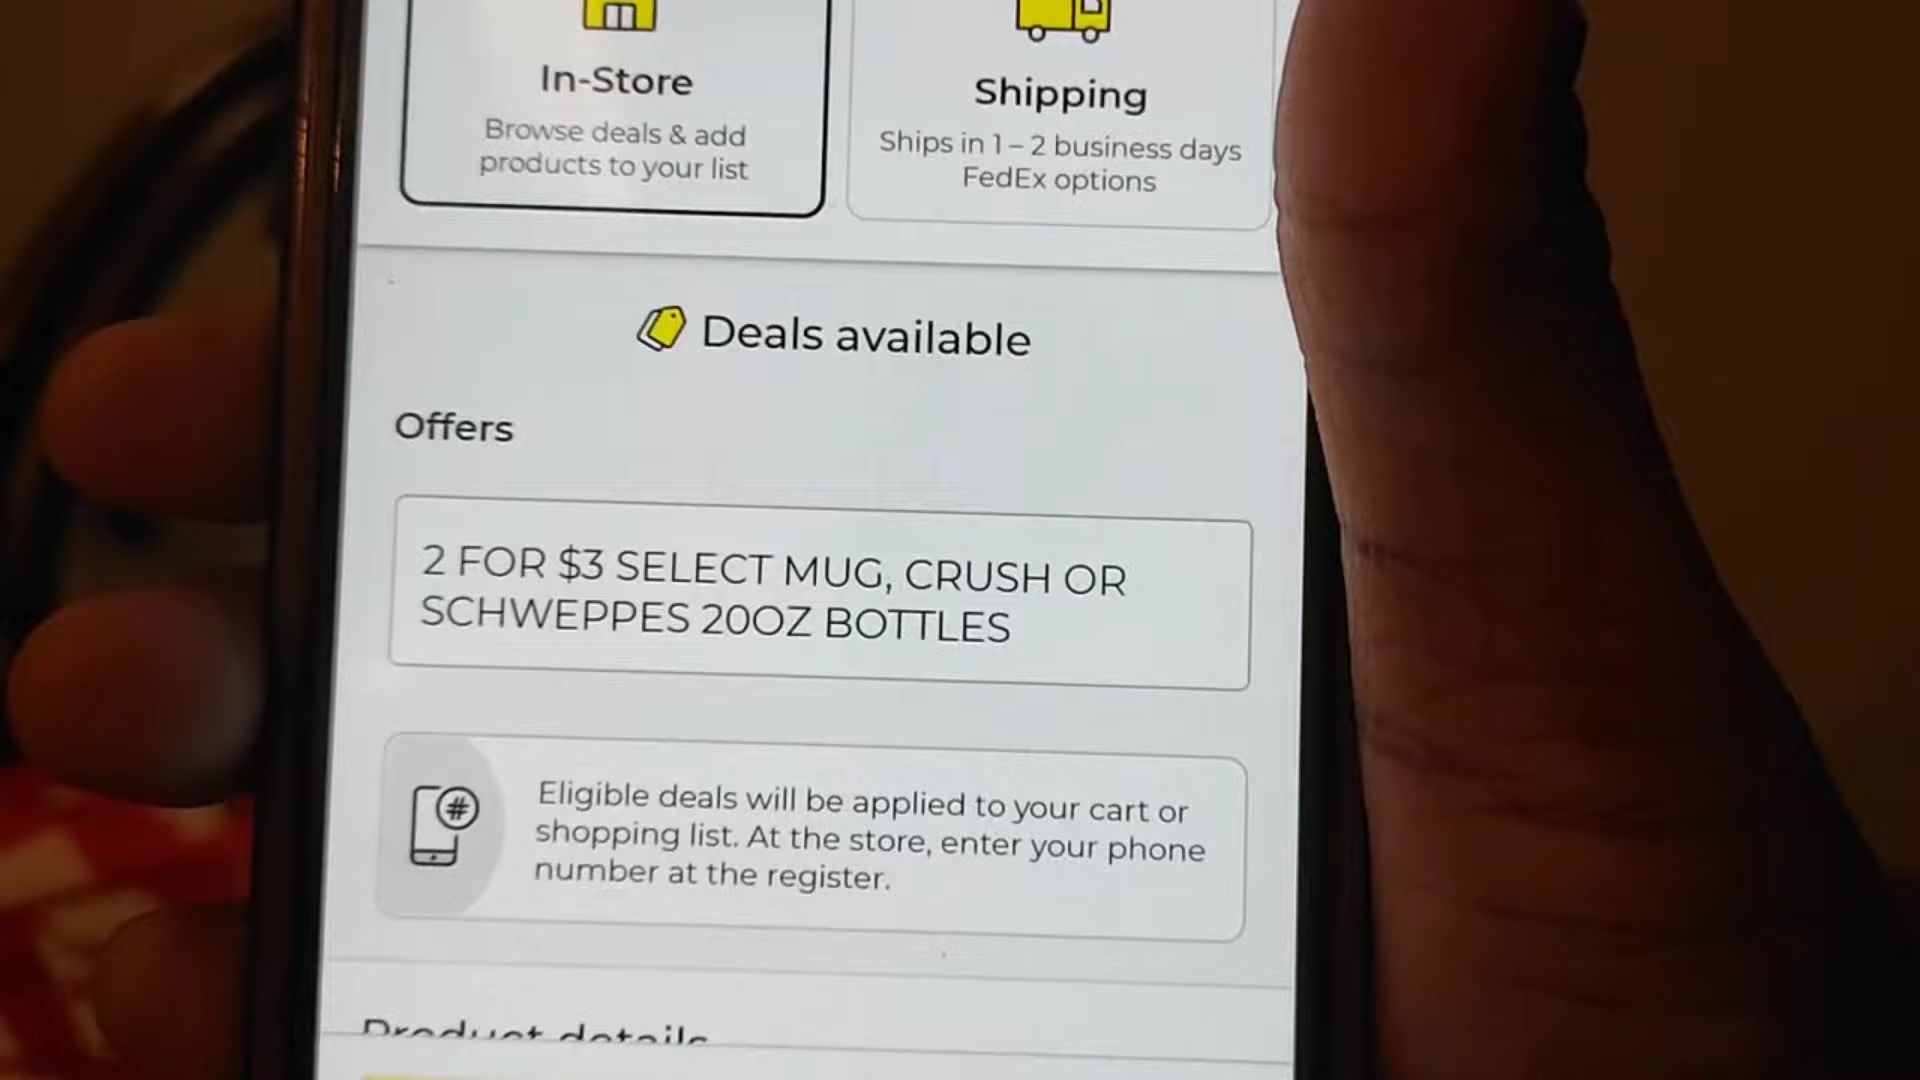 In-Store
Browse deals & add
products to your list
Shipping
Ships in 1 – 2 business days
FedEx options
Deals available
Offers
2 FOR $3 SELECT MUG, CRUSH OR
SCHWEPPES 20OZ BOTTLES
#
Eligible deals will be applied to your cart or
shopping list. At the store, enter your phone
number at the register.
Product details